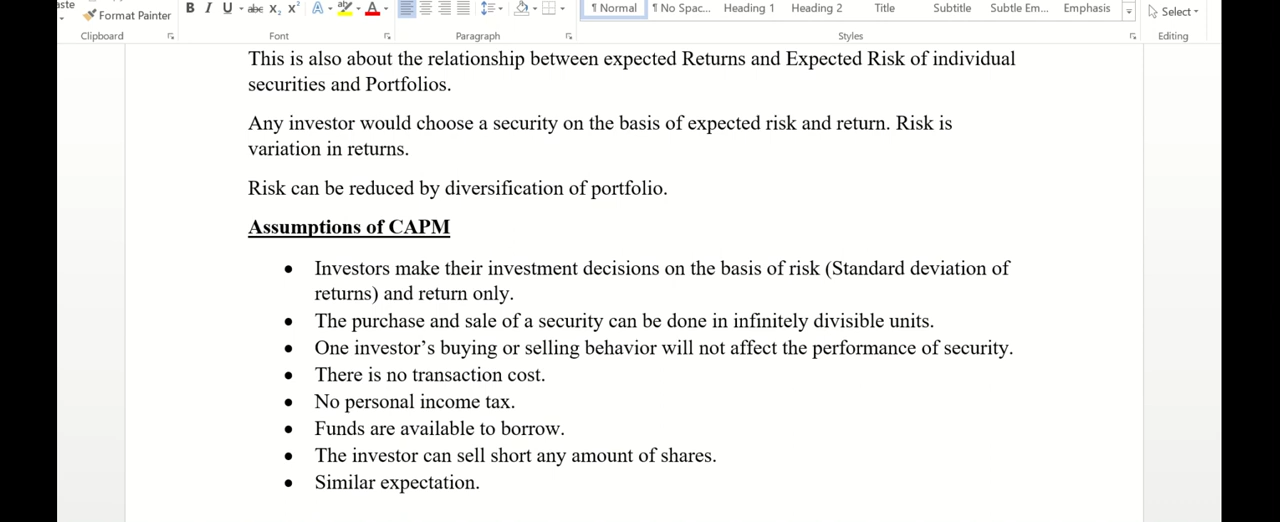 aste
Format Painter
B I U abc X₂ X² A aby A
¶ Normal ¶ No Spac... Heading 1 Heading 2 Title Subtitle Subtle Em... Emphasis
Select
Clipboard Font Paragraph Styles Editing
This is also about the relationship between expected Returns and Expected Risk of individual
securities and Portfolios.
Any investor would choose a security on the basis of expected risk and return. Risk is
variation in returns.
Risk can be reduced by diversification of portfolio.
Assumptions of CAPM
• Investors make their investment decisions on the basis of risk (Standard deviation of
returns) and return only.
• The purchase and sale of a security can be done in infinitely divisible units.
• One investor’s buying or selling behavior will not affect the performance of security.
• There is no transaction cost.
• No personal income tax.
• Funds are available to borrow.
• The investor can sell short any amount of shares.
• Similar expectation.